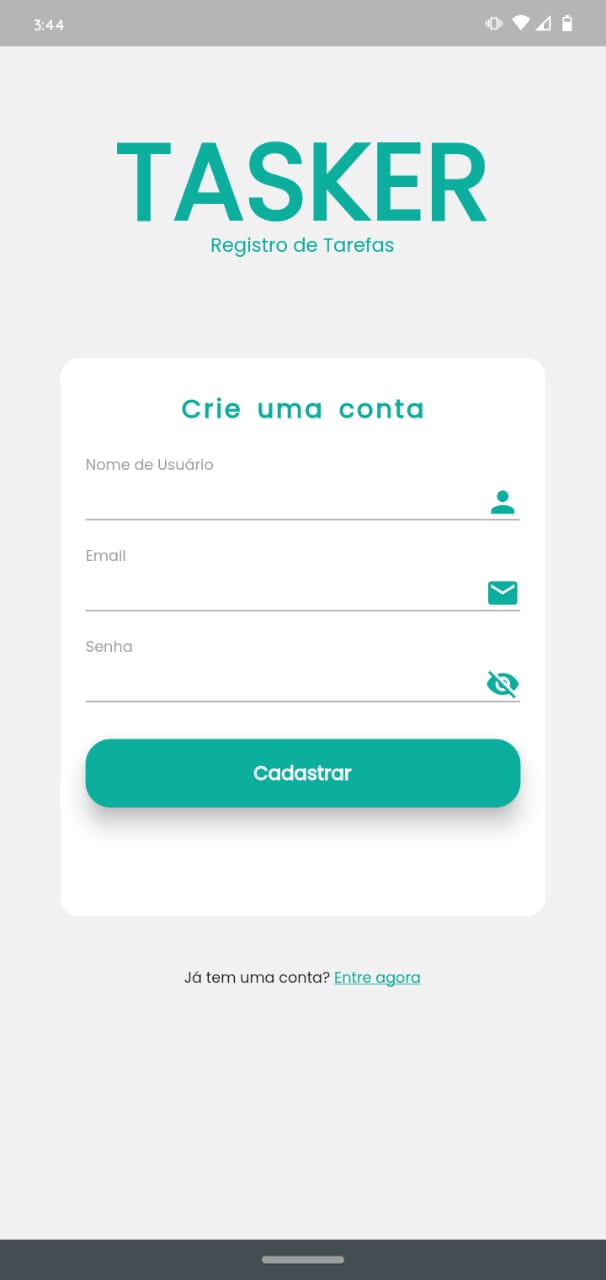 3:44
TASKER
Registro de Tarefas
Crie uma conta
Nome de Usuário
Email
Senha
Cadastrar
Já tem uma conta? Entre agora